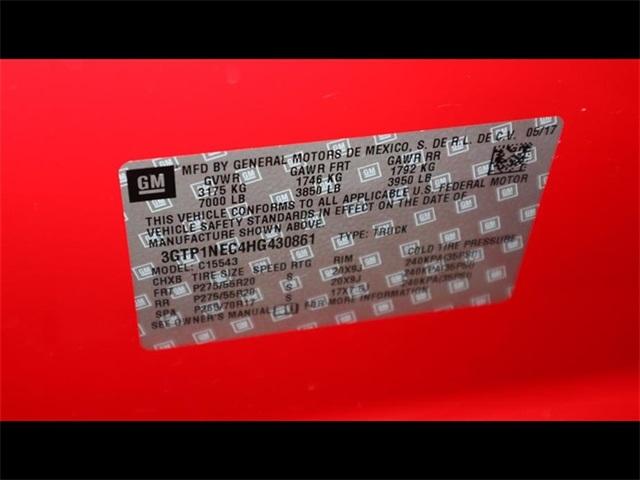 GM
MFD BY GENERAL MOTORS DE MEXICO, S. DE R.L. DE C.V. 05/17
GVWR GAWR FRT GAWR RR
3175 KG 1746 KG 1792 KG
7000 LB 3850 LB 3950 LB
THIS VEHICLE CONFORMS TO ALL APPLICABLE U.S. FEDERAL MOTOR
VEHICLE SAFETY STANDARDS IN EFFECT ON THE DATE OF
MANUFACTURE SHOWN ABOVE.
3GTP1NEC4HG430861 TYPE: TRUCK
MODEL: C15543
CHXB TIRE SIZE SPEED RTG RIM COLD TIRE PRESSURE
FRT P275/55R20 S 20X9J 240KPA(35PSI)
RR P275/55R20 S 20X9J 240KPA(35PSI)
SPA S 240KPA(35PSI)
SEE OWNER'S MANUAL FOR MORE INFORMATION